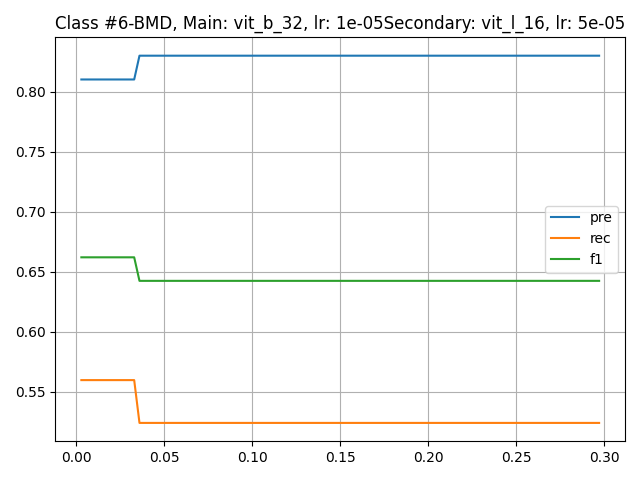 Class #6-BMD, Main: vit_b_32, lr: 1e-05Secondary: vit_l_16, lr: 5e-05
0.80
0.75
0.70
0.65
0.60
0.55
pre
rec
f1
0.00 0.05 0.10 0.15 0.20 0.25 0.30